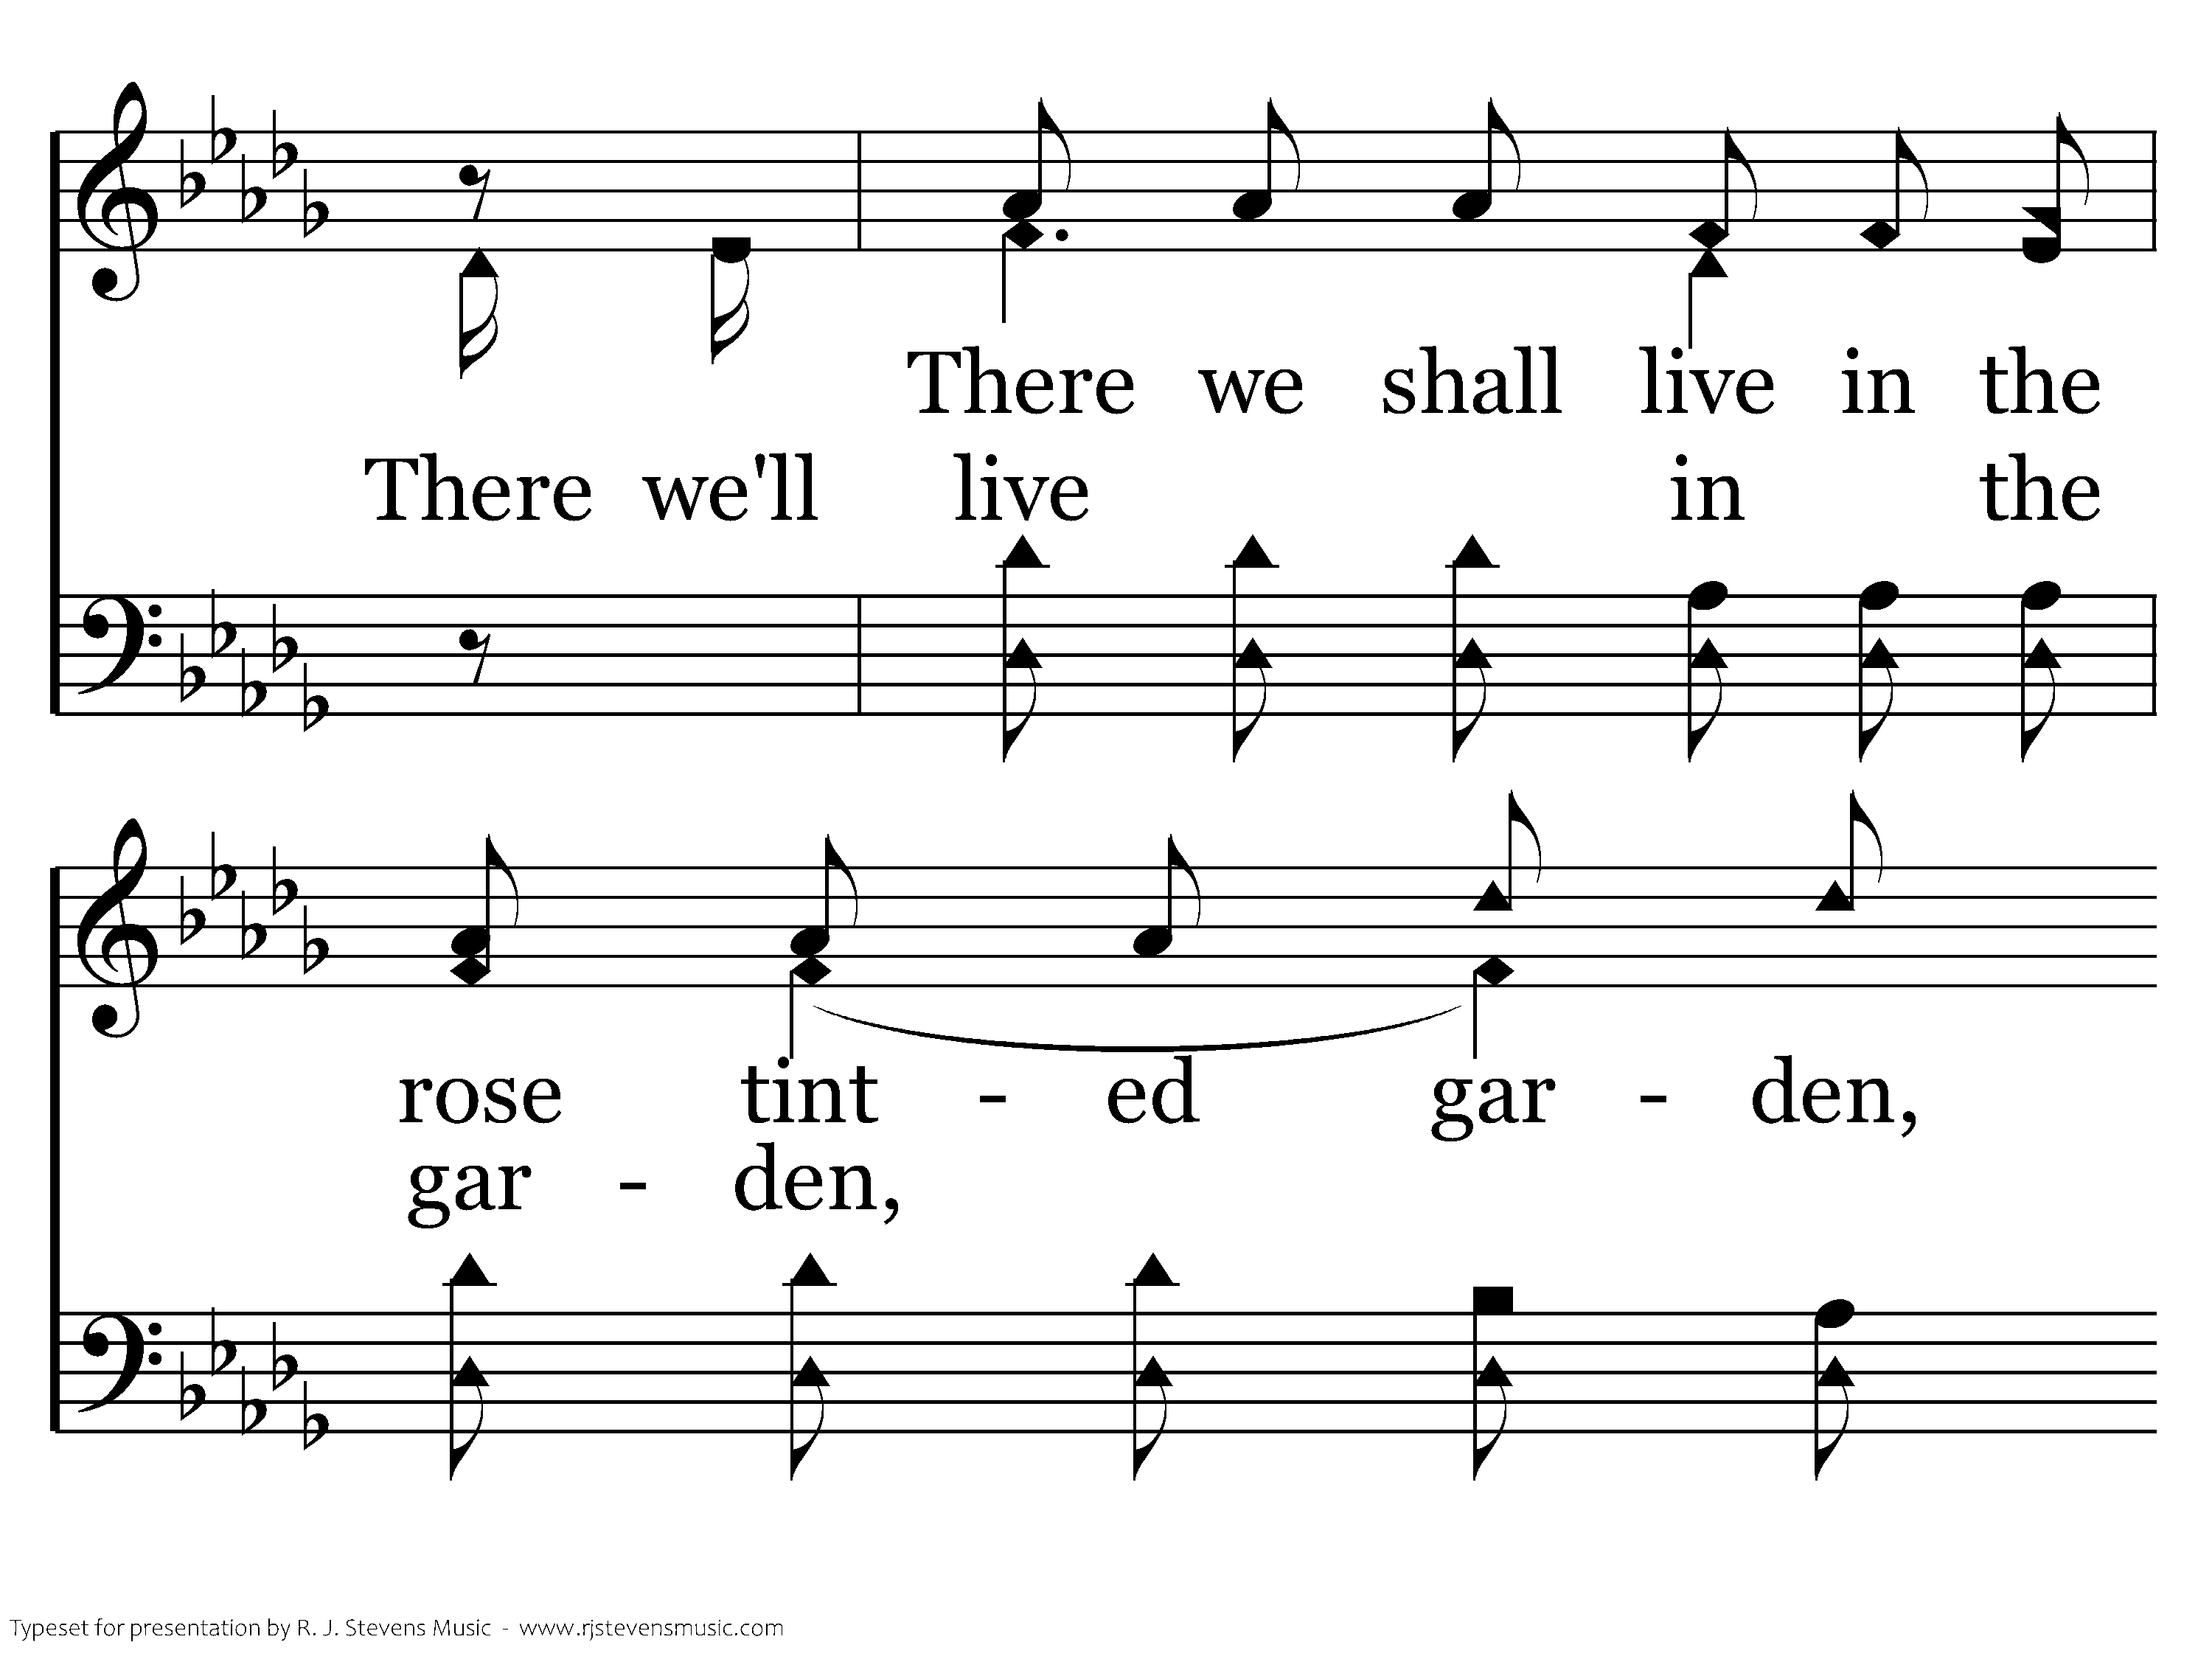 There we shall live in the
There we'll live in the
rose tint - ed gar - den,
gar - den,
Typeset for presentation by R. J. Stevens Music - www.rjstevensmusic.com